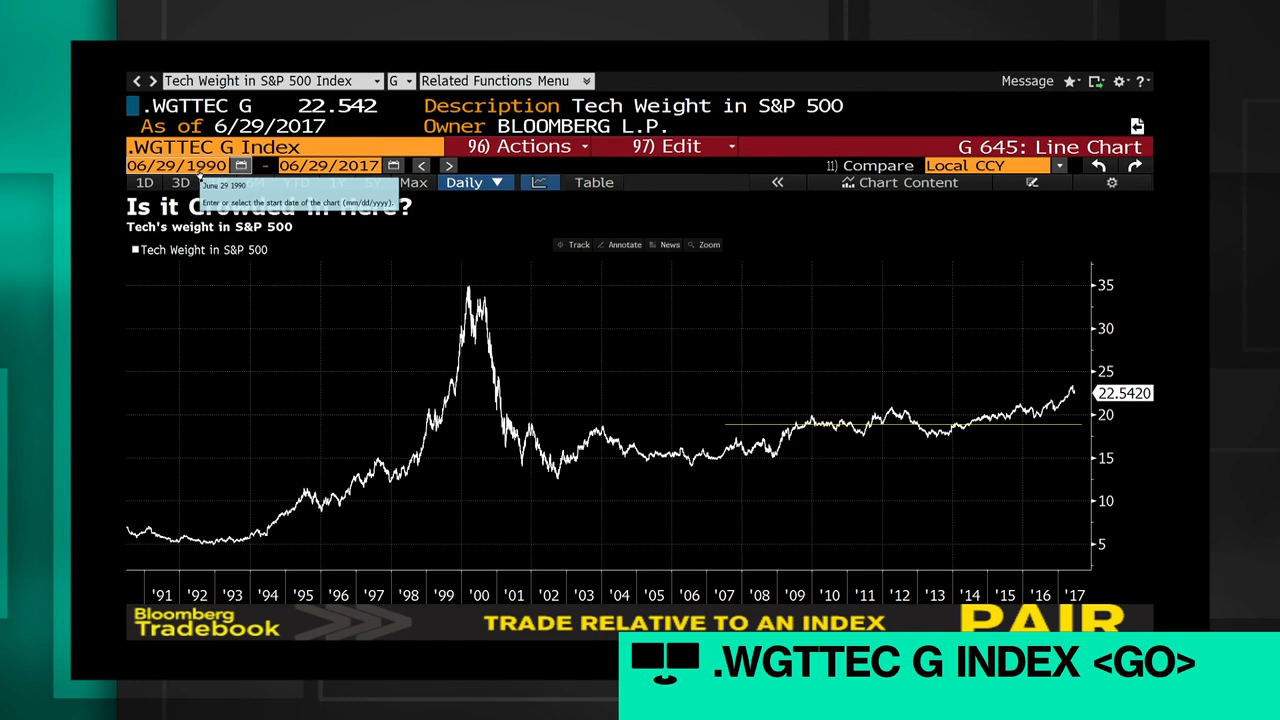 Tech Weight in S&P 500 Index G Related Functions Menu Message
.WGTTEC G 22.542 Description Tech Weight in S&P 500
As of 6/29/2017 Owner BLOOMBERG L.P.
.WGTTEC G Index 96) Actions 97) Edit G 645: Line Chart
06/29/1990 - 06/29/2017 11) Compare Local CCY
1D 3D Max Daily Table Chart Content
June 29 1990
Enter or select the start date of the chart (mm/dd/yyyy).
Is it Crowded in here?
Tech's weight in S&P 500
Tech Weight in S&P 500
Track Annotate News Zoom
35
30
25
22.5420
20
15
10
5
'91 '92 '93 '94 '95 '96 '97 '98 '99 '00 '01 '02 '03 '04 '05 '06 '07 '08 '09 '10 '11 '12 '13 '14 '15 '16 '17
Bloomberg
Tradebook
TRADE RELATIVE TO AN INDEX
PAIR
.WGTTEC G INDEX <GO>